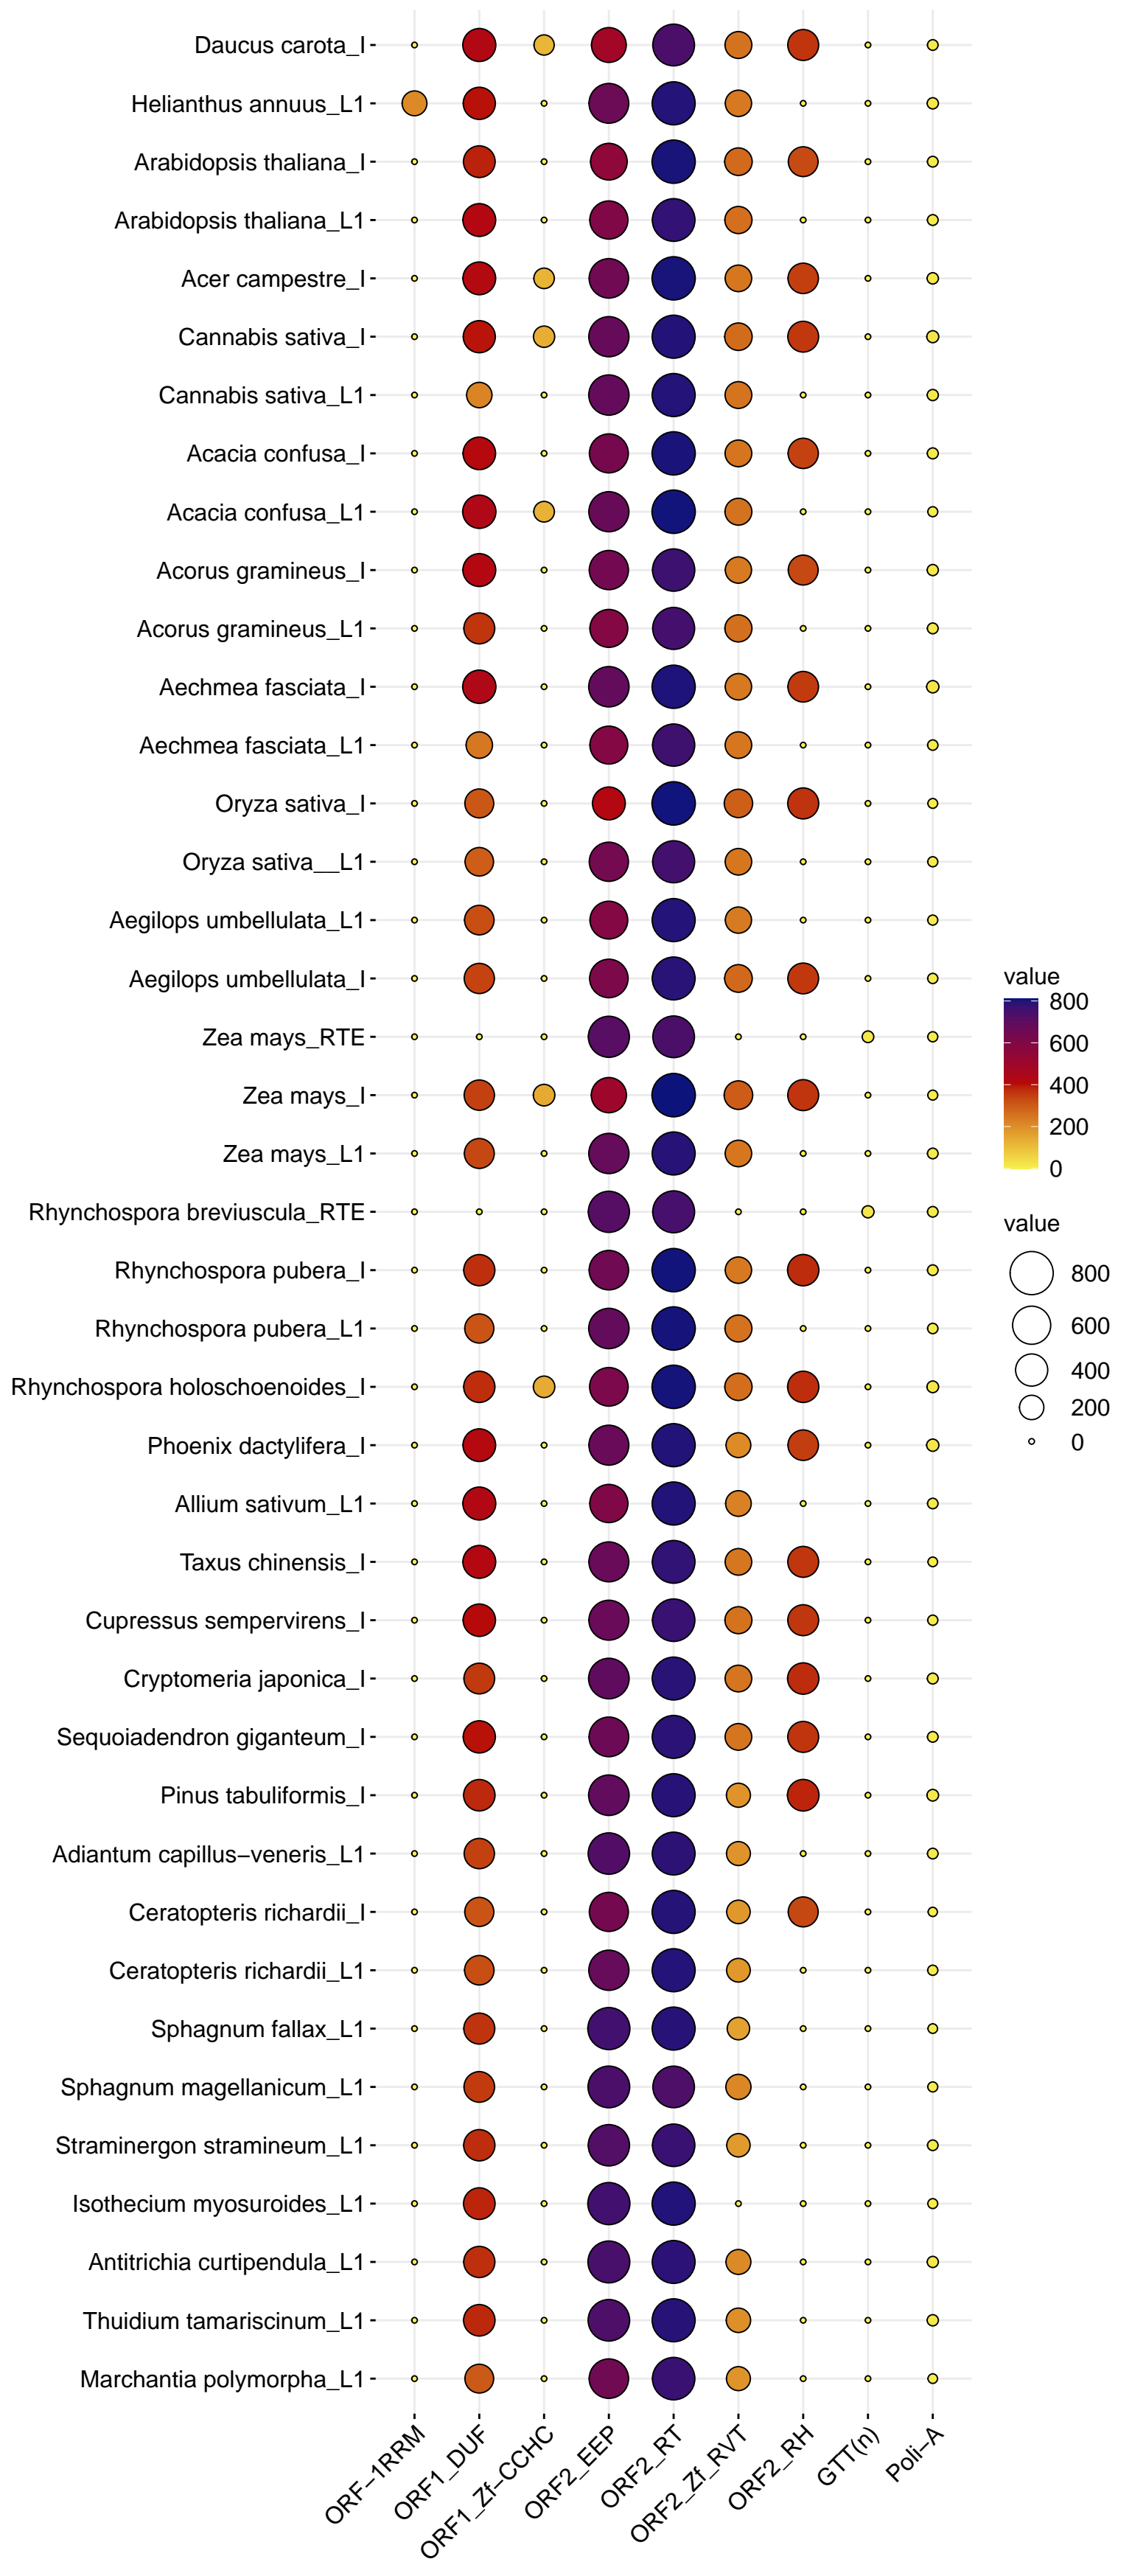 Daucus carota_I
Helianthus annuus_L1
Arabidopsis thaliana_I
Arabidopsis thaliana_L1
Acer campestre_I
Cannabis sativa_I
Cannabis sativa_L1
Acacia confusa_I
Acacia confusa_L1
Acorus gramineus_I
Acorus gramineus_L1
Aechmea fasciata_I
Aechmea fasciata_L1
Oryza sativa_I
Oryza sativa__L1
Aegilops umbellulata_L1
Aegilops umbellulata_I
Zea mays_RTE
Zea mays_I
Zea mays_L1
Rhynchospora breviuscula_RTE
Rhynchospora pubera_I
Rhynchospora pubera_L1
Rhynchospora holoschoenoides_I
Phoenix dactylifera_I
Allium sativum_L1
Taxus chinensis_I
Cupressus sempervirens_I
Cryptomeria japonica_I
Sequoiadendron giganteum_I
Pinus tabuliformis_I
Adiantum capillus−veneris_L1
Ceratopteris richardii_I
Ceratopteris richardii_L1
Sphagnum fallax_L1
Sphagnum magellanicum_L1
Straminergon stramineum_L1
Isothecium myosuroides_L1
Antitrichia curtipendula_L1
Thuidium tamariscinum_L1
Marchantia polymorpha_L1
ORF−1RRM
ORF1_DUF
ORF1_Zf−CCHC
ORF2_EEP
ORF2_RT
ORF2_Zf_RVT
ORF2_RH
GTT(n)
Poli−A
value
800
600
400
200
0
value
800
600
400
200
0